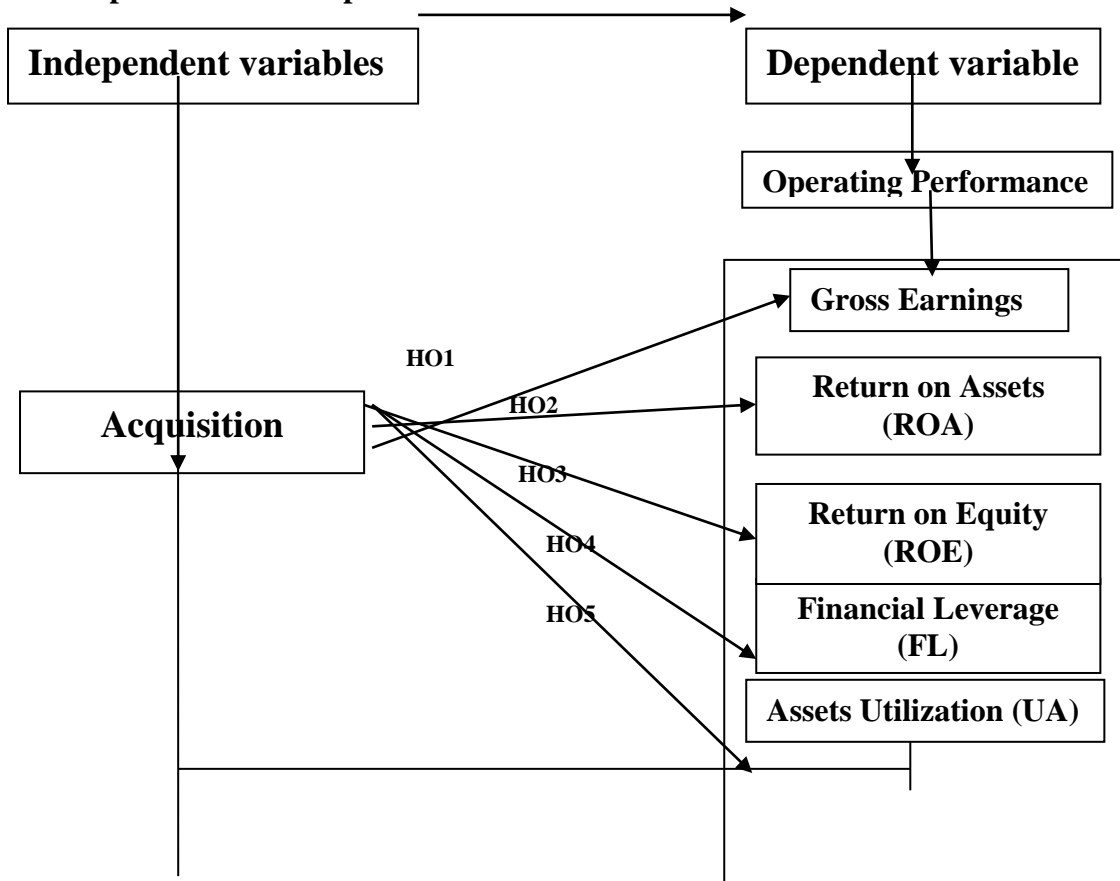 Independent variables
Dependent variable
Operating Performance
Gross Earnings
HO1
Return on Assets
(ROA)
HO2
Acquisition
HO3
Return on Equity
(ROE)
HO4
Financial Leverage
(FL)
HO5
Assets Utilization (UA)